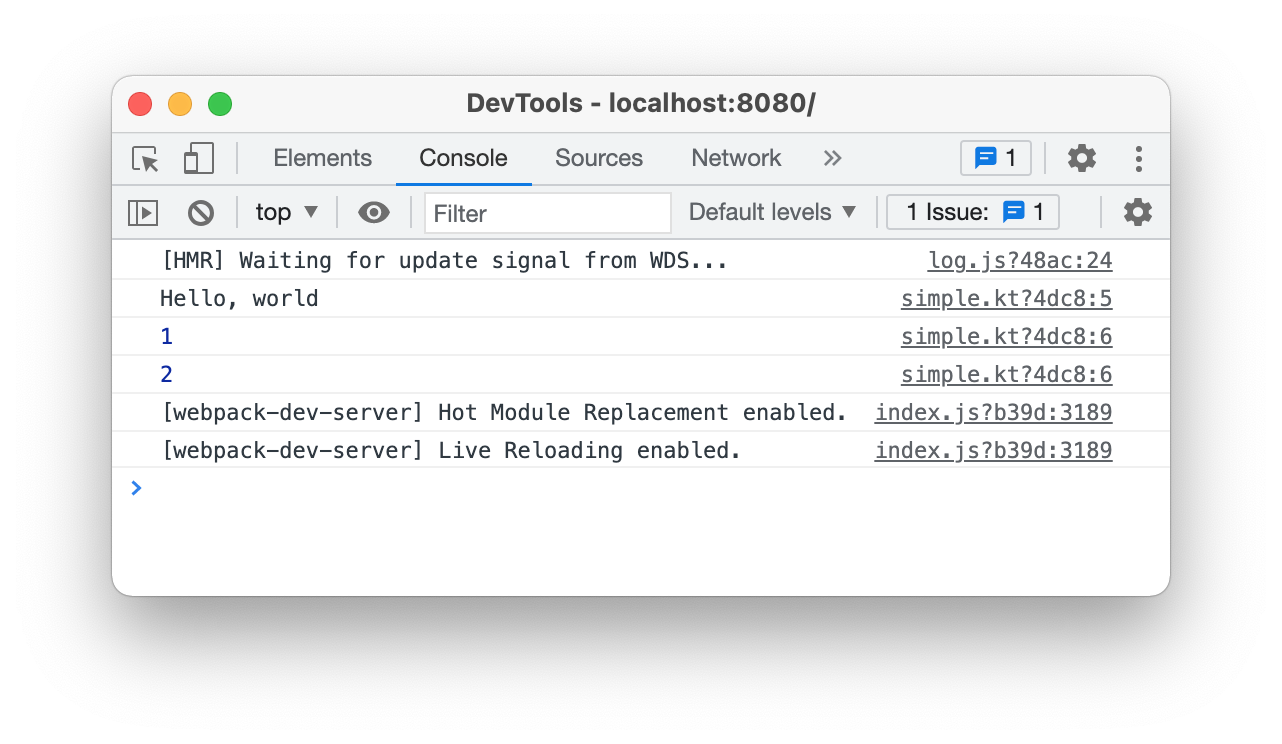 DevTools - localhost:8080/
Elements Console Sources Network 1
top Filter Default levels 1 Issue: 1
[HMR] Waiting for update signal from WDS... log.js?48ac:24
Hello, world simple.kt?4dc8:5
1 simple.kt?4dc8:6
2 simple.kt?4dc8:6
[webpack-dev-server] Hot Module Replacement enabled. index.js?b39d:3189
[webpack-dev-server] Live Reloading enabled. index.js?b39d:3189